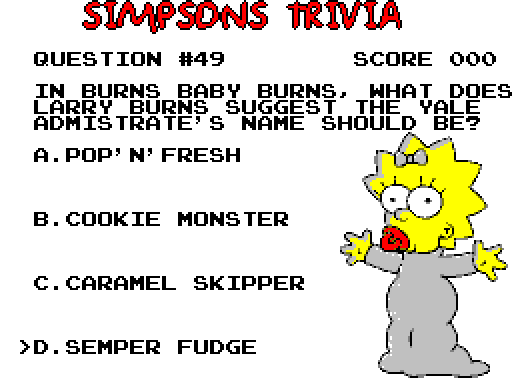 SIMPSONS TRIVIA
QUESTION #49 SCORE 000
IN BURNS BABY BURNS, WHAT DOES
LARRY BURNS SUGGEST THE YALE
ADMISTRATE'S NAME SHOULD BE?
A.POP'N'FRESH
B.COOKIE MONSTER
C.CARAMEL SKIPPER
>D.SEMPER FUDGE